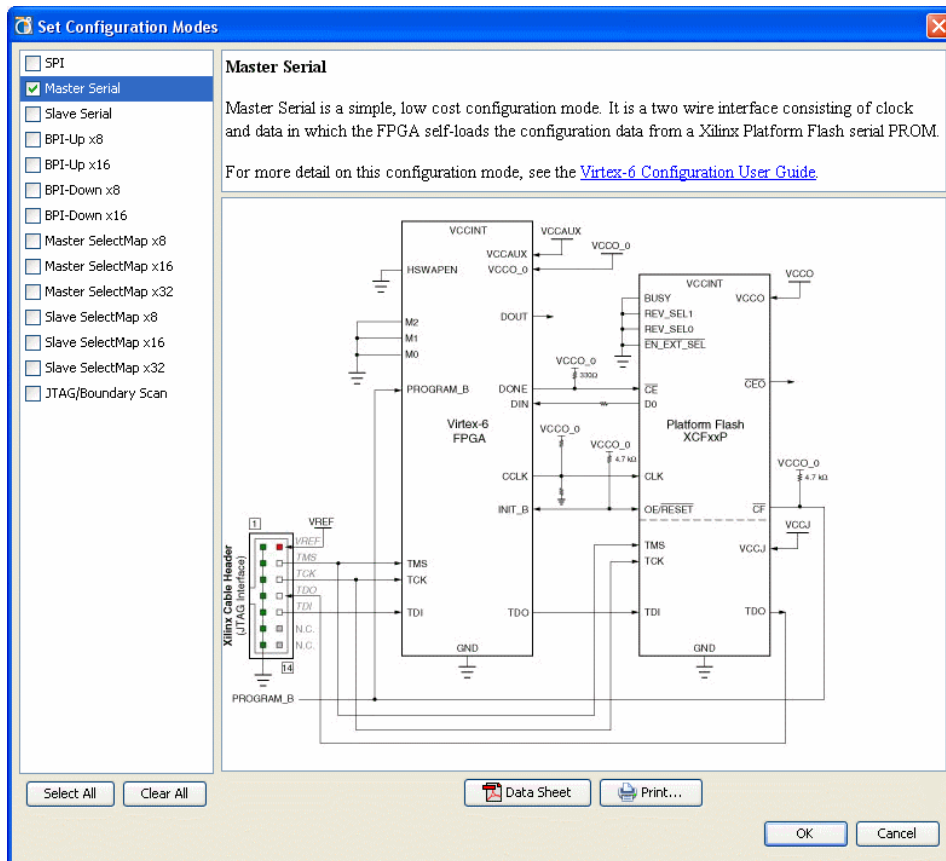 Set Configuration Modes
SPI
Master Serial
Slave Serial
BPI-Up x8
BPI-Up x16
BPI-Down x8
BPI-Down x16
Master SelectMap x8
Master SelectMap x16
Master SelectMap x32
Slave SelectMap x8
Slave SelectMap x16
Slave SelectMap x32
JTAG/Boundary Scan
Select All
Clear All
Master Serial
Master Serial is a simple, low cost configuration mode. It is a two wire interface consisting of clock
and data in which the FPGA self-loads the configuration data from a Xilinx Platform Flash serial PROM.
For more detail on this configuration mode, see the Virtex-6 Configuration User Guide.
VCCINT
VCCAUX
VCCAUX
HSWAPEN
VCCO_0
VCCO_0
M2
M1
M0
DOUT
PROGRAM_B
DONE
DIN
Virtex-6
FPGA
CCLK
INIT_B
TMS
TCK
TDI
TDO
GND
VCCO_0
330Ω
VCCO_0
VCCO_0
4.7 kΩ
VCCINT
BUSY
REV_SEL1
REV_SEL0
EN_EXT_SEL
VCCO
VCCO
CE
CEO
D0
Platform Flash
XCFxxP
CLK
OE/RESET
CF
VCCO_0
4.7 kΩ
VCCJ
VCCJ
TMS
TCK
TDI
TDO
GND
1
VREF
VREF
TMS
TCK
TDO
TDI
N.C.
N.C.
14
Xilinx Cable Header
(JTAG Interface)
PROGRAM_B
Data Sheet
Print...
OK
Cancel